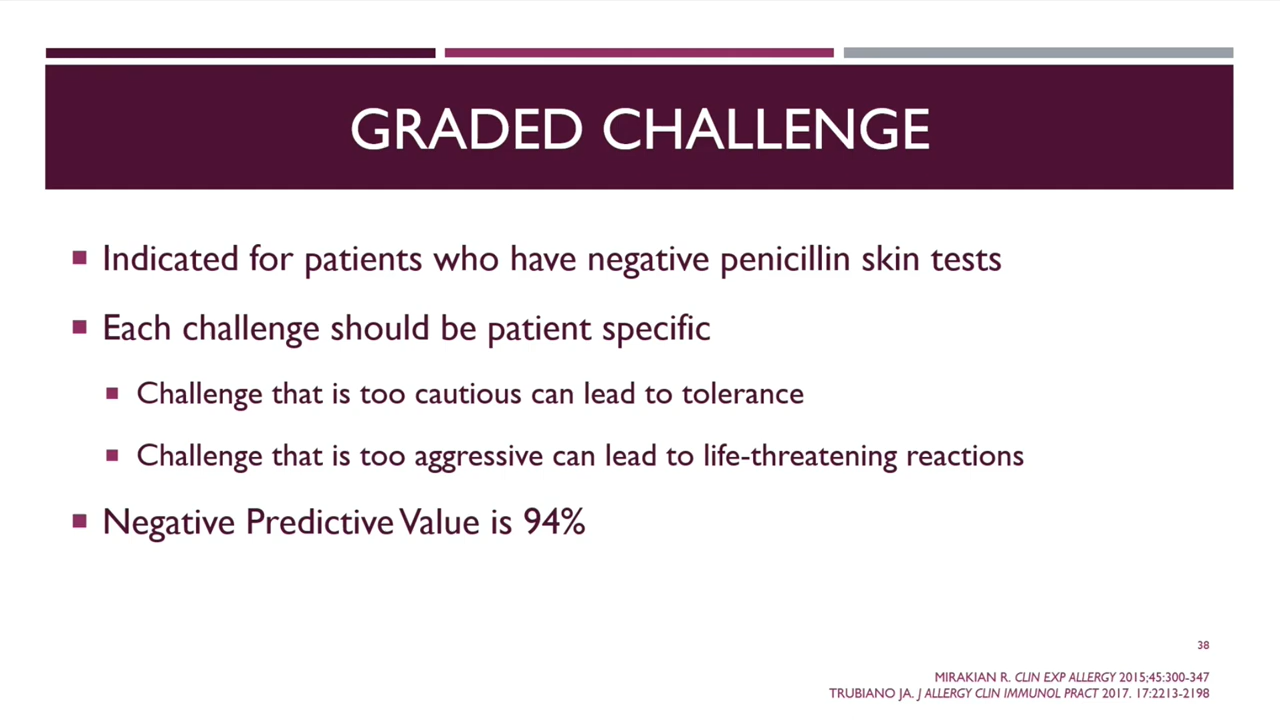 GRADED CHALLENGE
Indicated for patients who have negative penicillin skin tests
Each challenge should be patient specific
Challenge that is too cautious can lead to tolerance
Challenge that is too aggressive can lead to life-threatening reactions
Negative Predictive Value is 94%
38
MIRAKIAN R. CLIN EXP ALLERGY 2015;45:300-347
TRUBIANO JA. J ALLERGY CLIN IMMUNOL PRACT 2017. 17:2213-2198